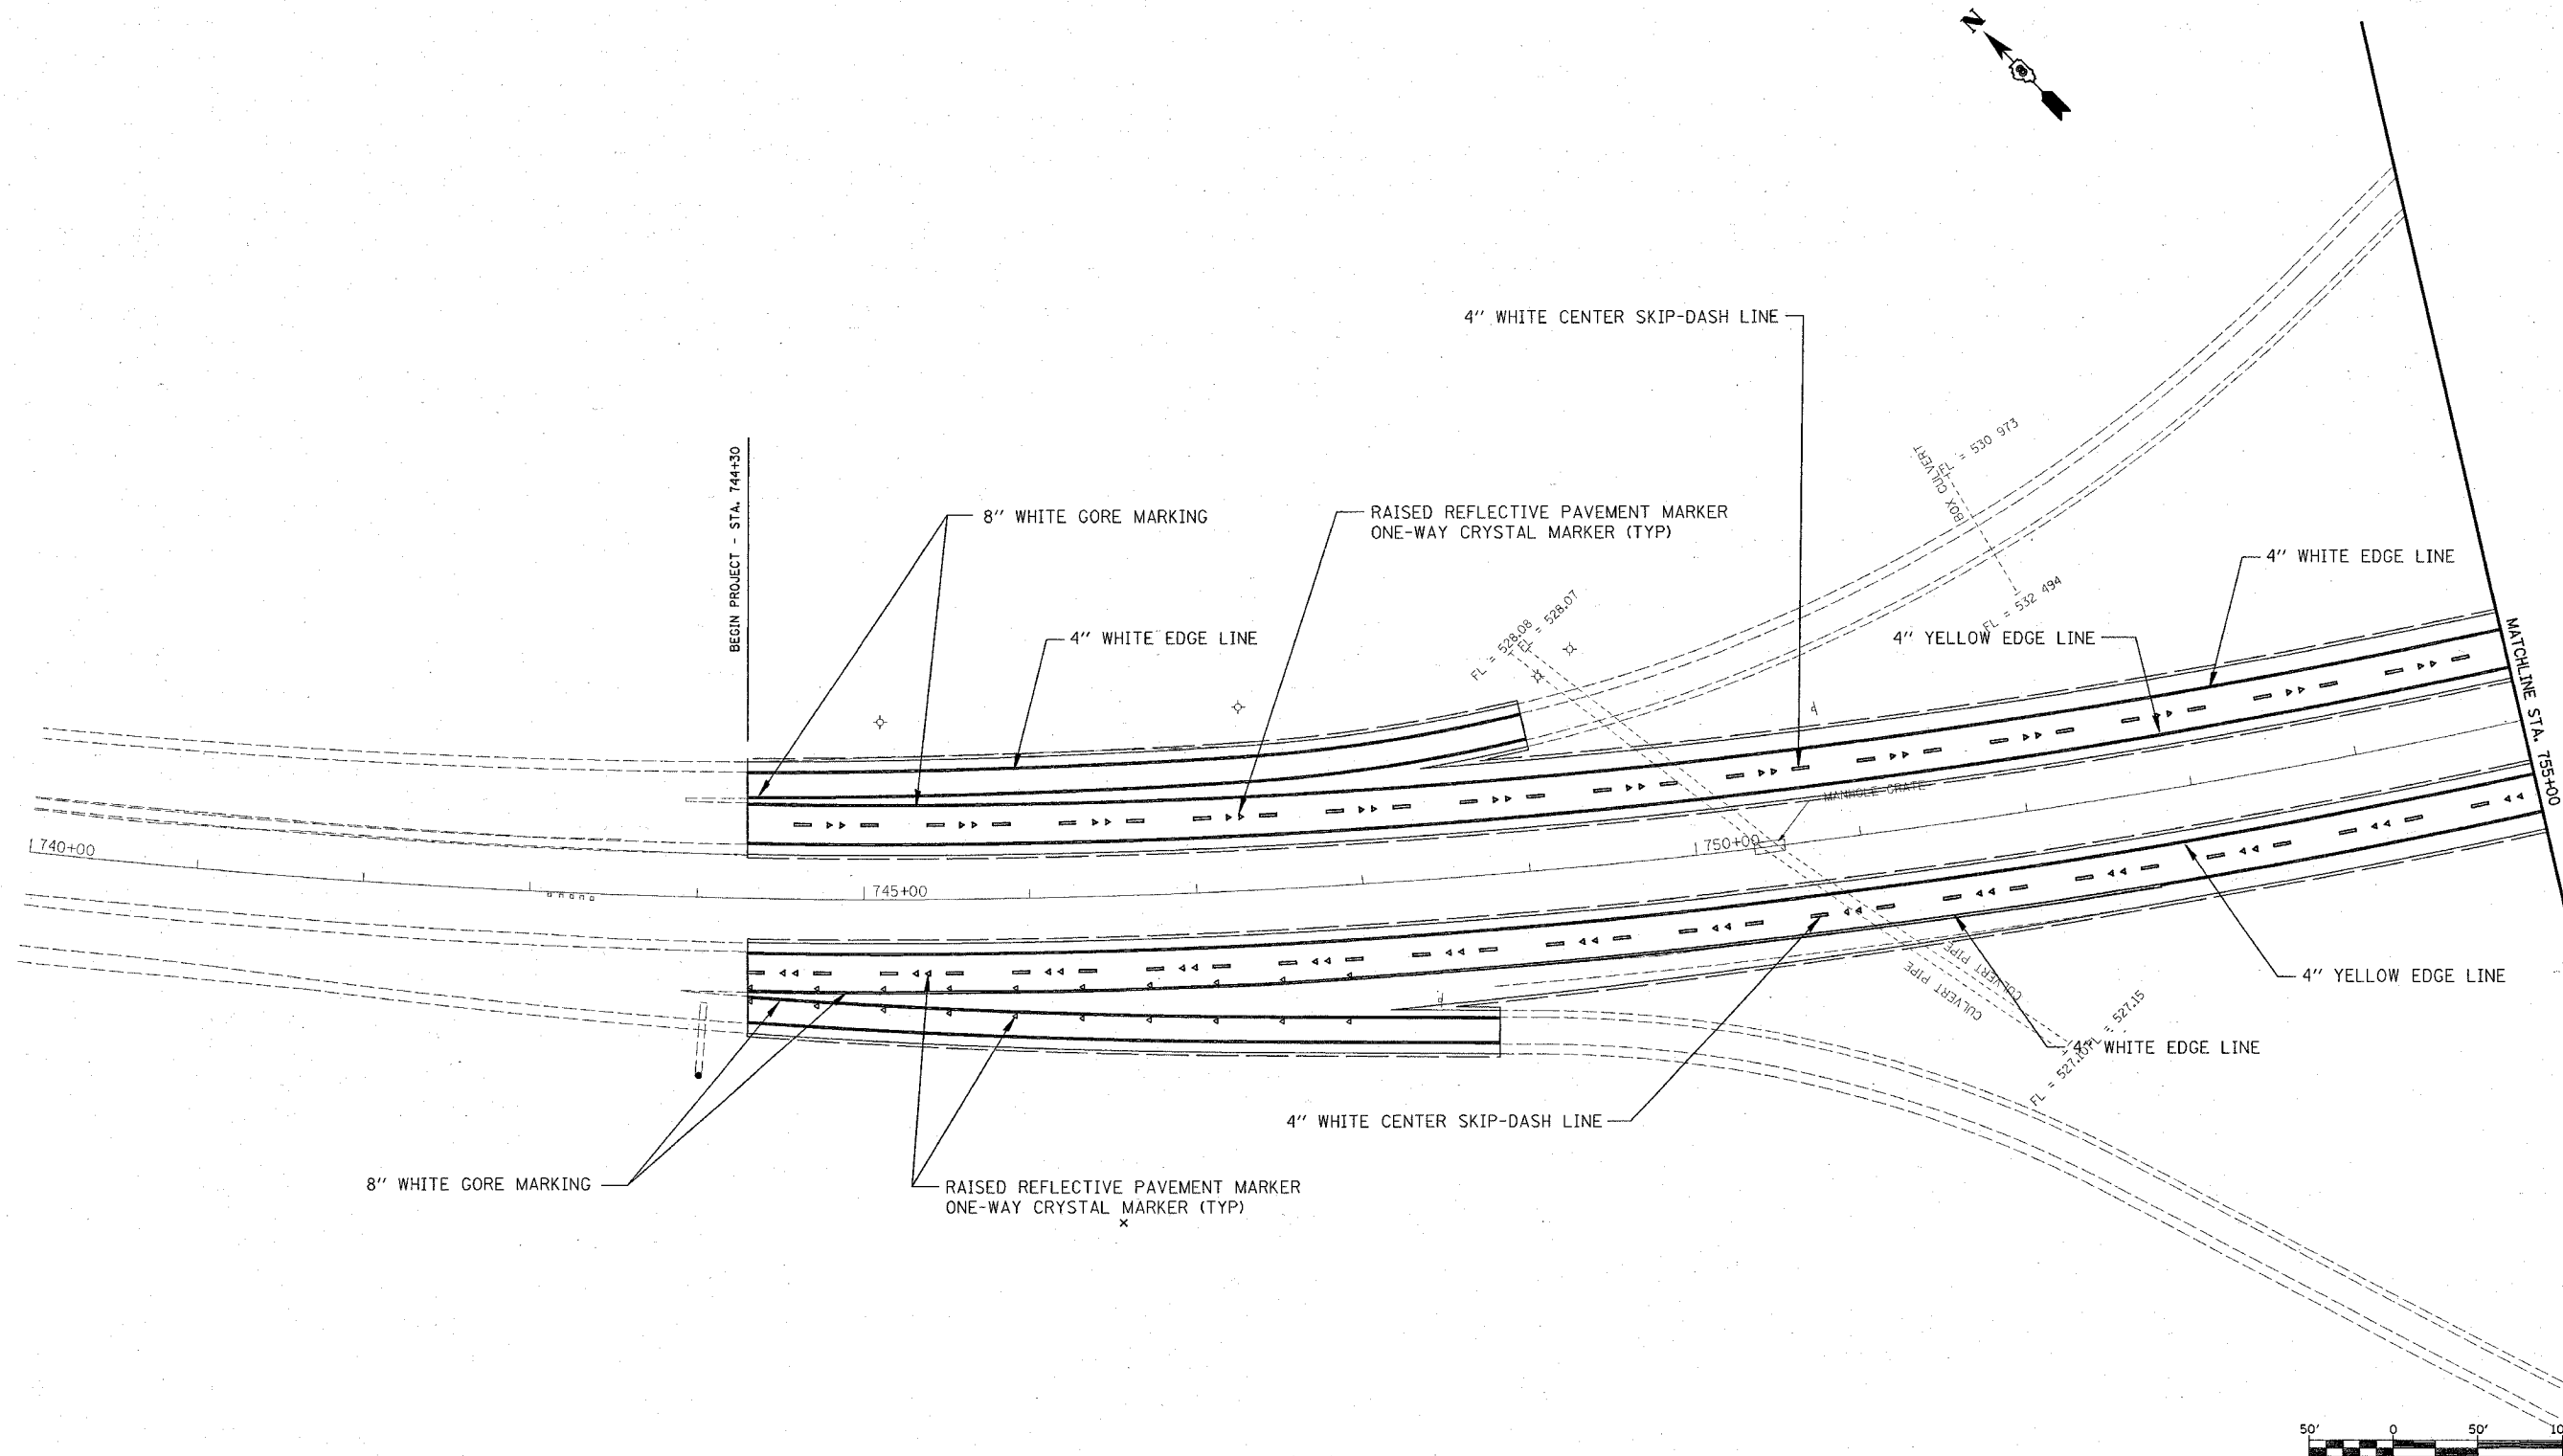 N
4" WHITE CENTER SKIP-DASH LINE
BOX CULVERT
FL = 530 973
BEGIN PROJECT - STA. 744+30
8" WHITE GORE MARKING
RAISED REFLECTIVE PAVEMENT MARKER
ONE-WAY CRYSTAL MARKER (TYP)
4" WHITE EDGE LINE
FL = 532 494
4" WHITE EDGE LINE
FL = 528.08
FL = 528.07
4" YELLOW EDGE LINE
MATCHLINE STA. 755+00
MANHOLE GRATE
740+00
745+00
750+00
CULVERT PIPE
CULVERT PIPE
4" YELLOW EDGE LINE
4" WHITE EDGE LINE
FL = 527.15
4" WHITE CENTER SKIP-DASH LINE
8" WHITE GORE MARKING
RAISED REFLECTIVE PAVEMENT MARKER
ONE-WAY CRYSTAL MARKER (TYP)
50' 0 50'